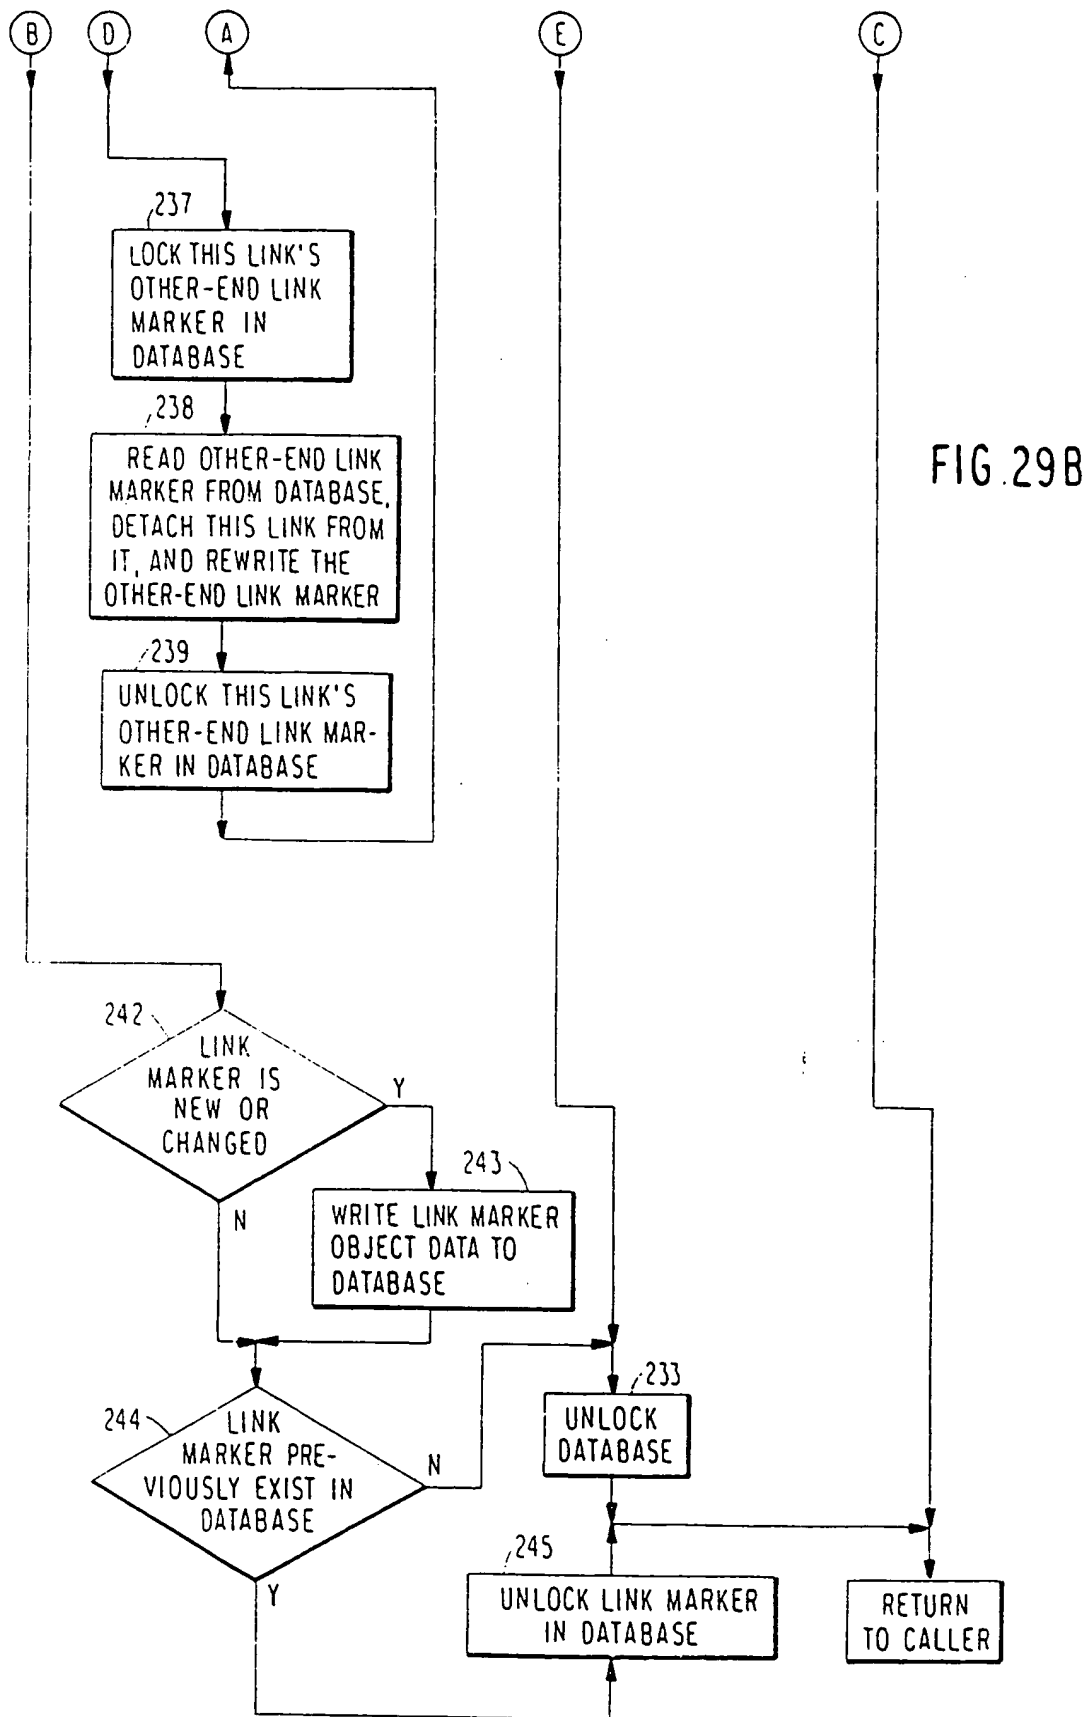 B
D
A
E
C
237
LOCK THIS LINK'S
OTHER-END LINK
MARKER IN
DATABASE
238
READ OTHER-END LINK
MARKER FROM DATABASE,
DETACH THIS LINK FROM
IT, AND REWRITE THE
OTHER-END LINK MARKER
FIG.29B
239
UNLOCK THIS LINK'S
OTHER-END LINK MAR-
KER IN DATABASE
242
LINK
MARKER IS
NEW OR
CHANGED
Y
N
243
WRITE LINK MARKER
OBJECT DATA TO
DATABASE
244
LINK
MARKER PRE-
VIOUSLY EXIST IN
DATABASE
N
Y
233
UNLOCK
DATABASE
245
UNLOCK LINK MARKER
IN DATABASE
RETURN
TO CALLER